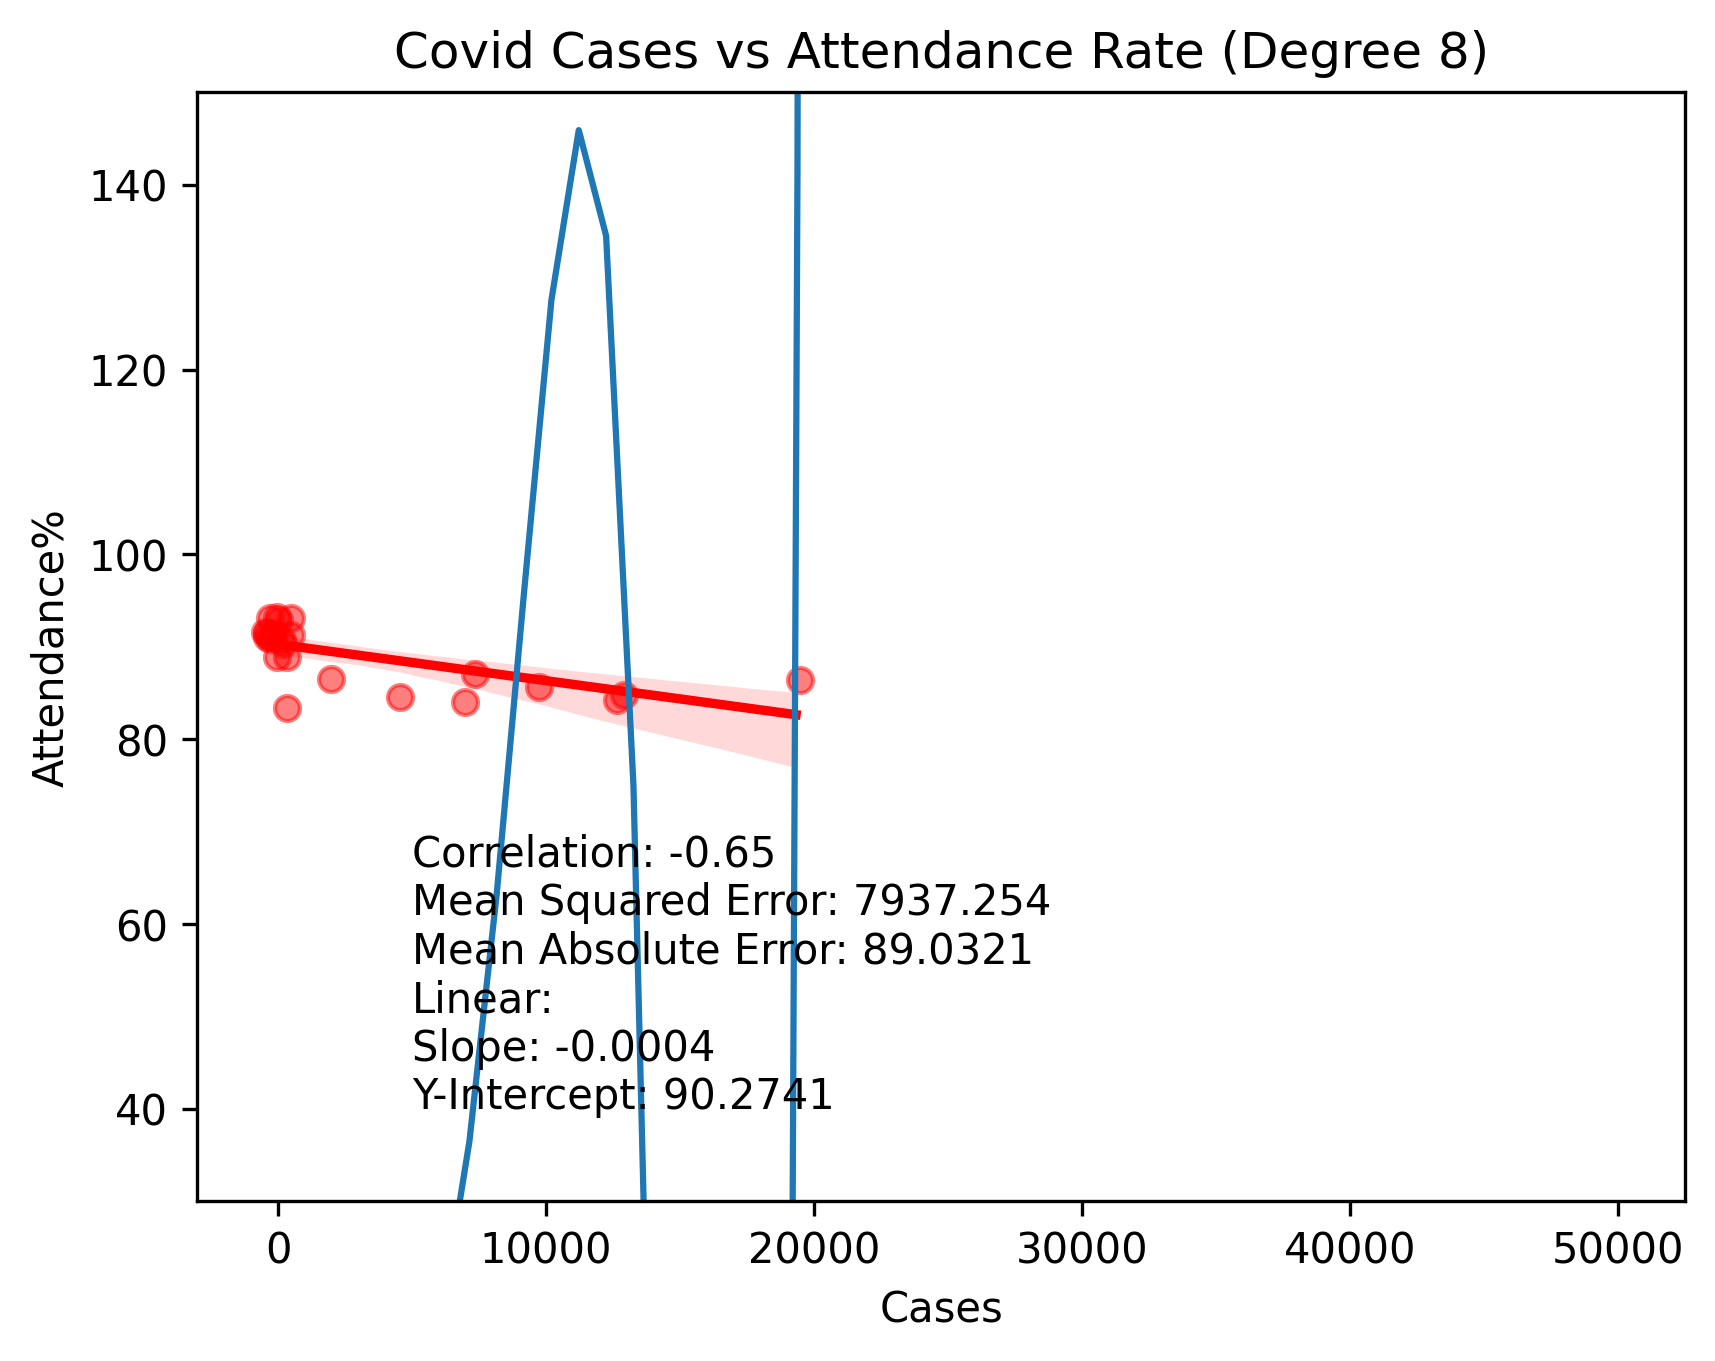 Covid Cases vs Attendance Rate (Degree 8)
140
120
100
80
60
40
Attendance%
Correlation: -0.65
Mean Squared Error: 7937.254
Mean Absolute Error: 89.0321
Linear:
Slope: -0.0004
Y-Intercept: 90.2741
0 10000 20000 30000 40000 50000
Cases